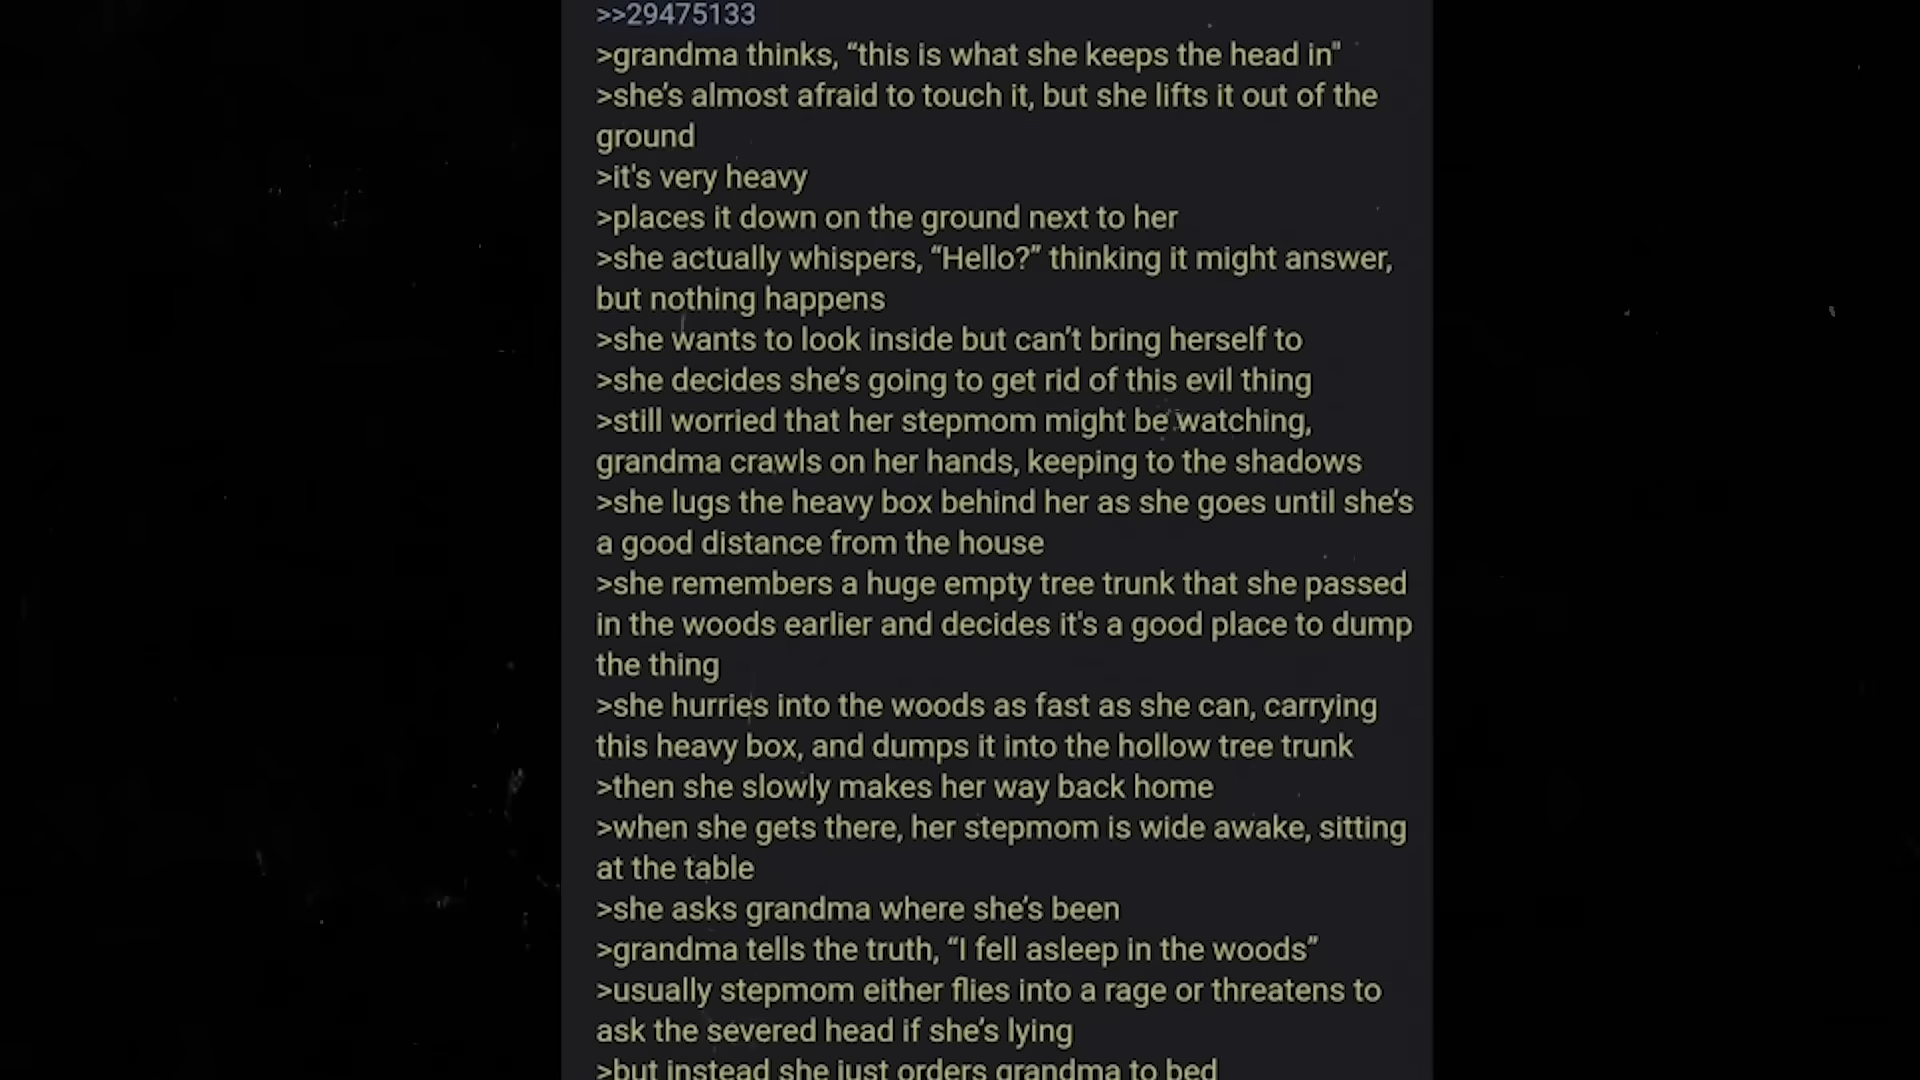 >>29475133
>grandma thinks, “this is what she keeps the head in"
>she’s almost afraid to touch it, but she lifts it out of the
ground
>it's very heavy
>places it down on the ground next to her
>she actually whispers, “Hello?” thinking it might answer,
but nothing happens
>she wants to look inside but can’t bring herself to
>she decides she’s going to get rid of this evil thing
>still worried that her stepmom might be watching,
grandma crawls on her hands, keeping to the shadows
>she lugs the heavy box behind her as she goes until she’s
a good distance from the house
>she remembers a huge empty tree trunk that she passed
in the woods earlier and decides it's a good place to dump
the thing
>she hurries into the woods as fast as she can, carrying
this heavy box, and dumps it into the hollow tree trunk
>then she slowly makes her way back home
>when she gets there, her stepmom is wide awake, sitting
at the table
>she asks grandma where she’s been
>grandma tells the truth, “I fell asleep in the woods”
>usually stepmom either flies into a rage or threatens to
ask the severed head if she’s lying
>but instead she just orders grandma to bed